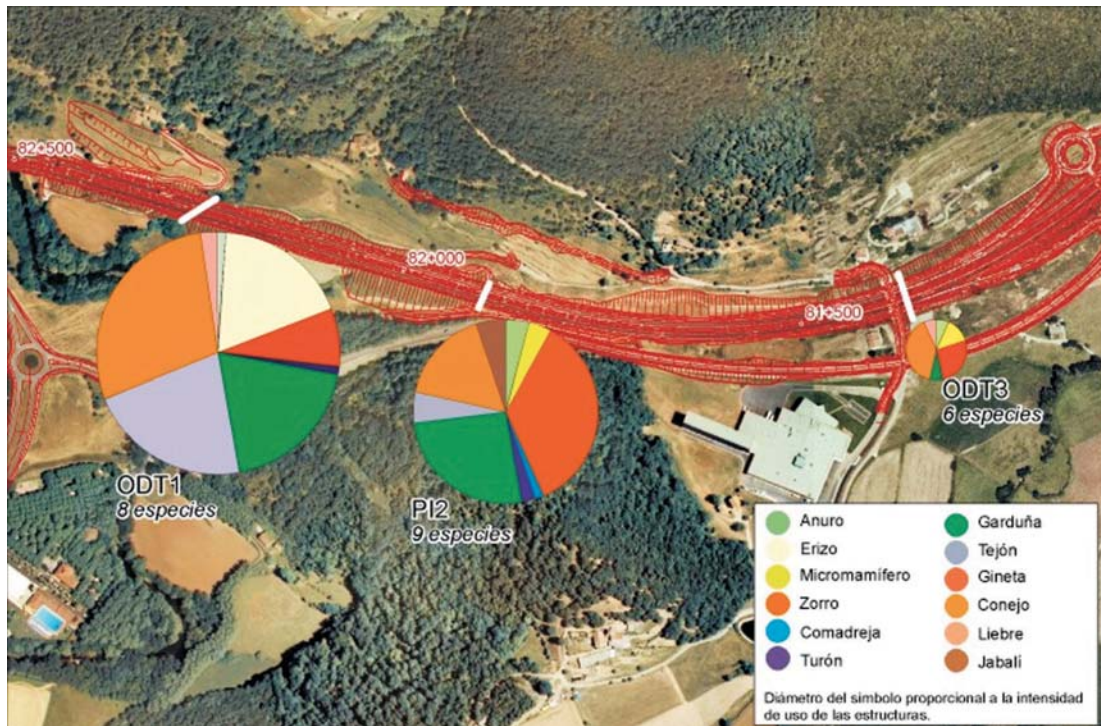 82+500
82+000
81+500
ODT1
8 especies
PI2
9 especies
ODT3
6 especies
Anuro
Erizo
Micromamífero
Zorro
Comadreja
Turón
Garduña
Tejón
Gineta
Conejo
Liebre
Jabalí
Diámetro del símbolo proporcional a la intensidad
de uso de las estructuras.